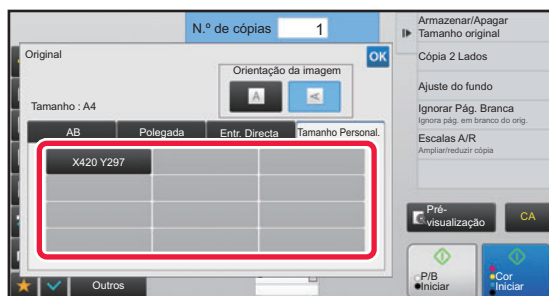 N.º de cópias 1
Original
OK
Orientação da imagem
A A
Tamanho : A4
AB Polegada Entr. Directa Tamanho Personal.
X420 Y297
Outros
Armazenar/Apagar
Tamanho original
Cópia 2 Lados
Ajuste do fundo
Ignorar Pág. Branca
Ignora pág. em branco do orig.
Escalas A/R
Ampliar/reduzir cópia
Pré-
visualização
CA
P/B
Iniciar
Cor
Iniciar